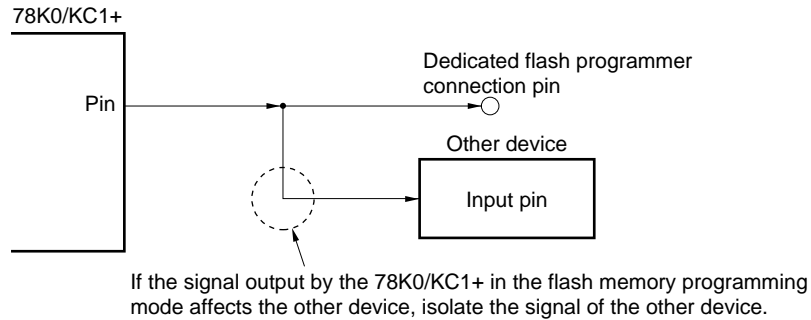 78K0/KC1+
Dedicated flash programmer
connection pin
Pin
Other device
Input pin
If the signal output by the 78K0/KC1+ in the flash memory programming
mode affects the other device, isolate the signal of the other device.